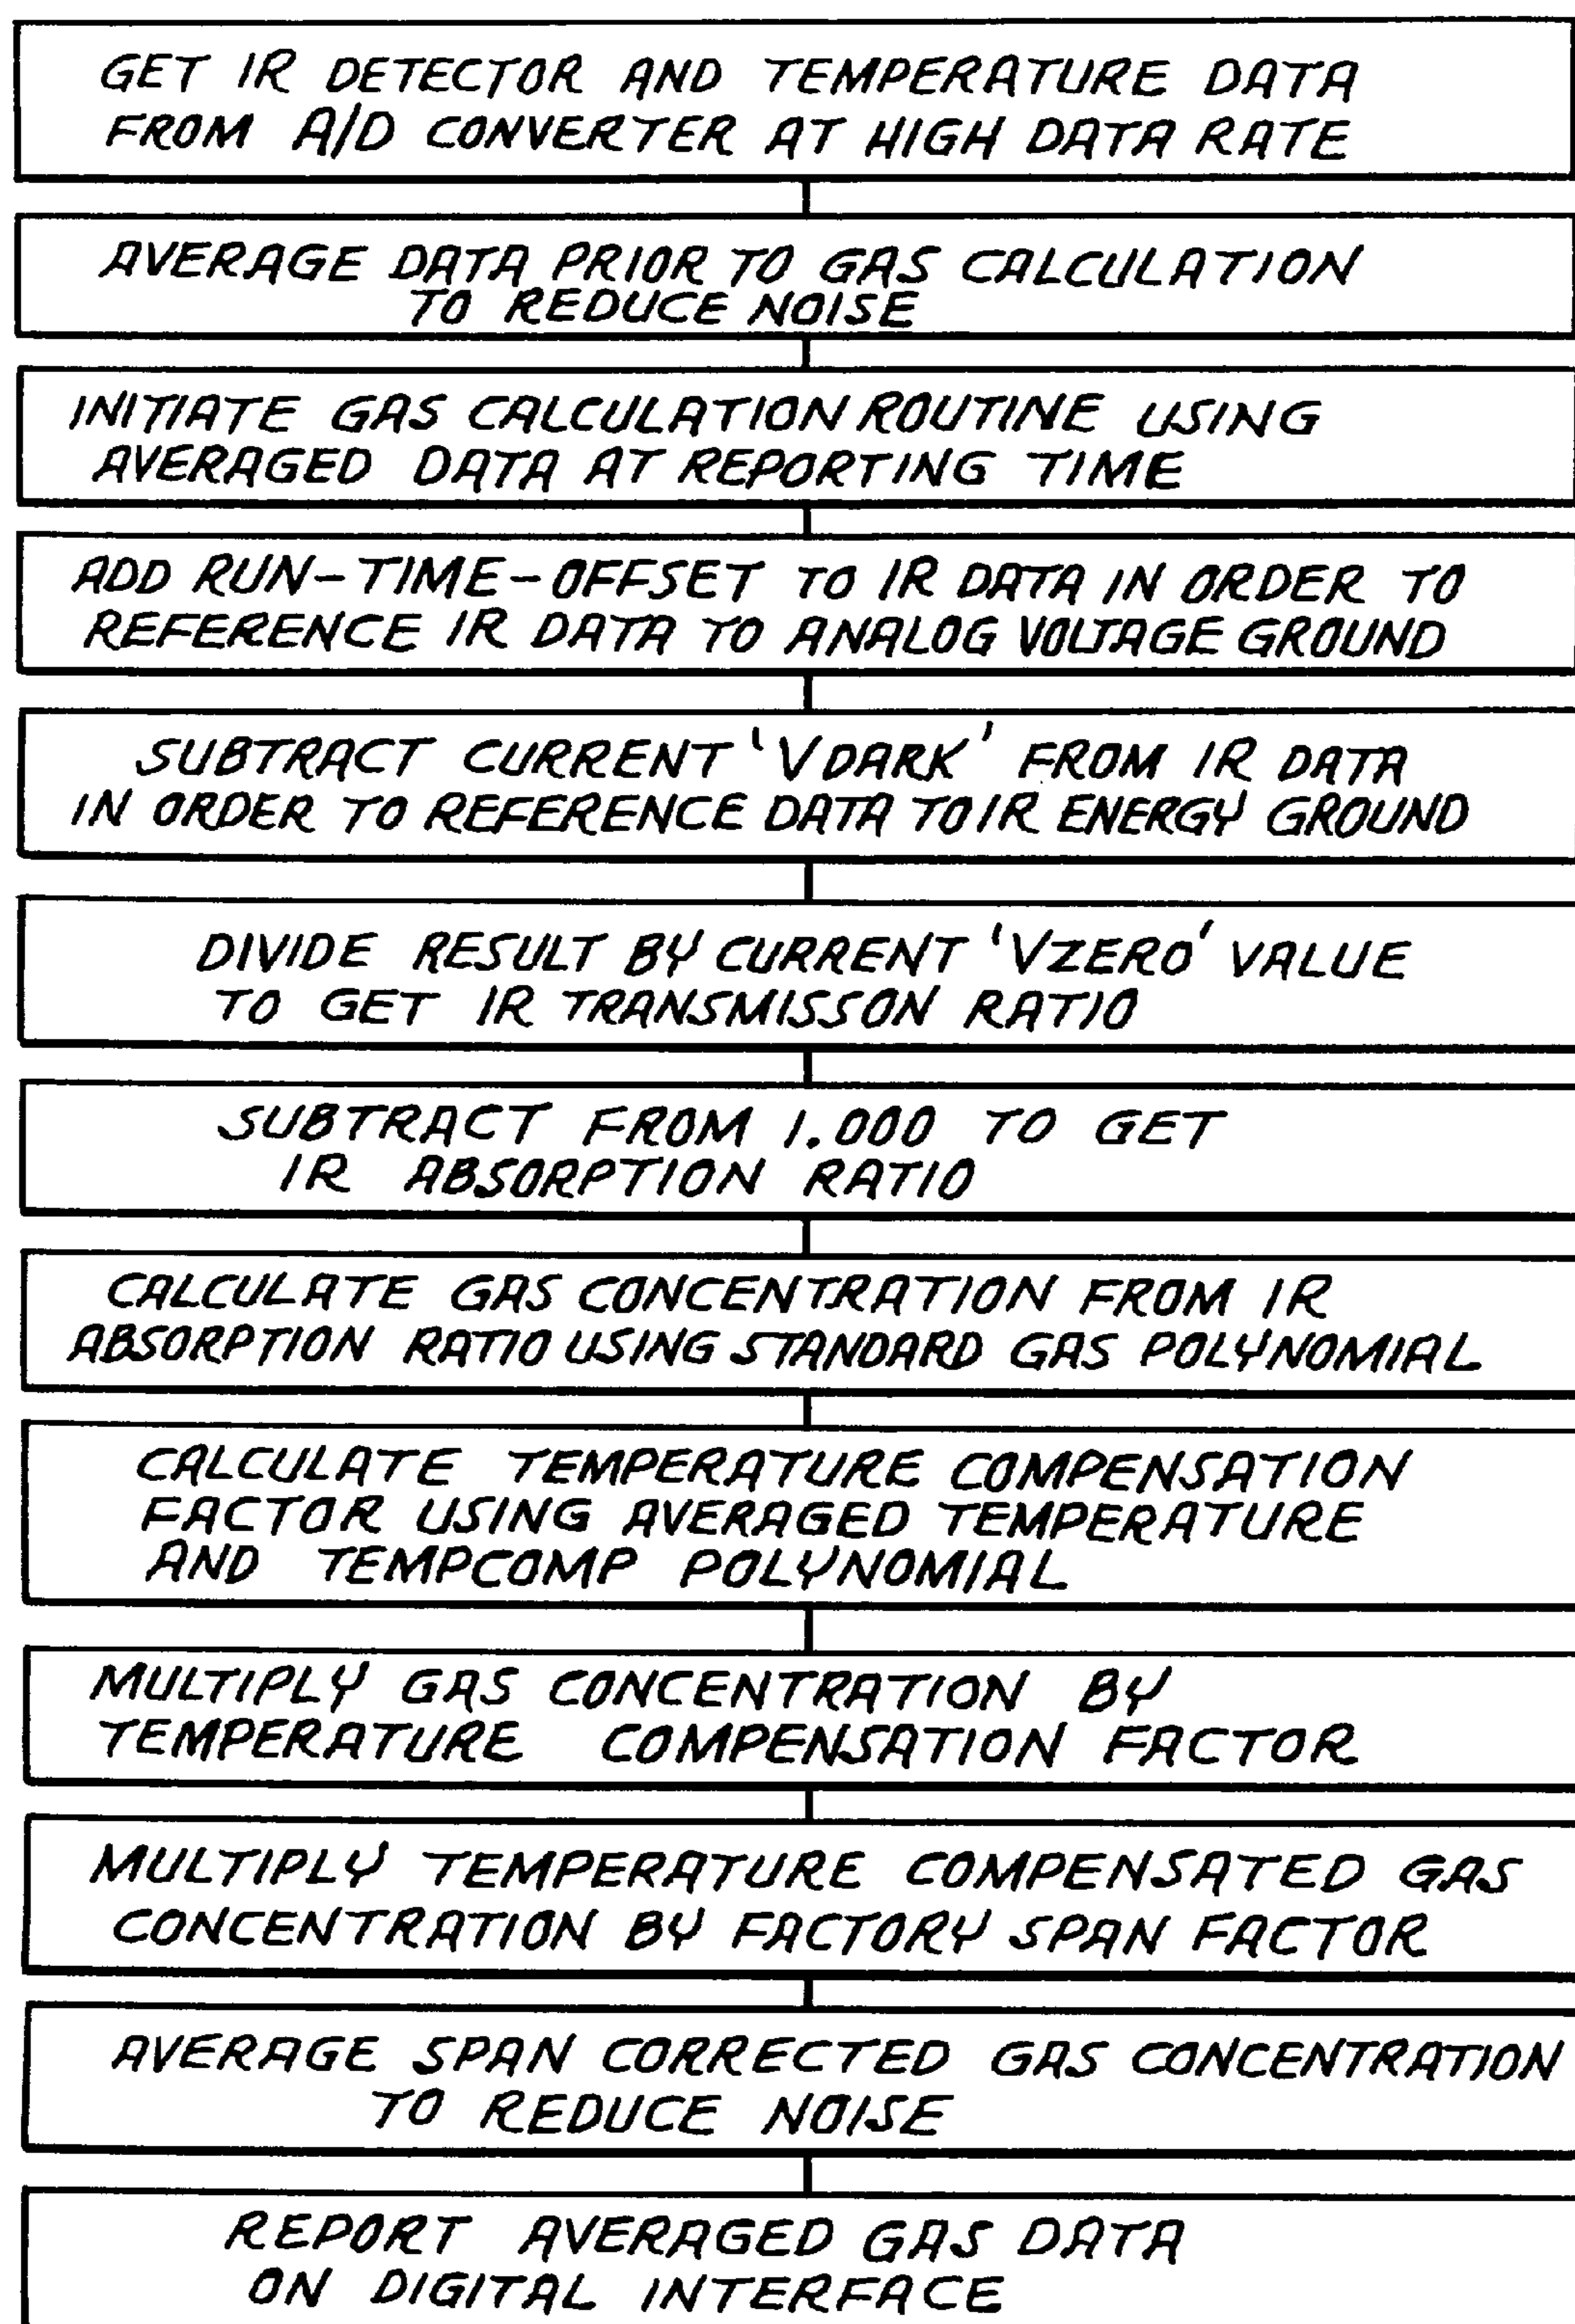 GET IR DETECTOR AND TEMPERATURE DATA
FROM A/D CONVERTER AT HIGH DATA RATE
AVERAGE DATA PRIOR TO GAS CALCULATION
TO REDUCE NOISE
INITIATE GAS CALCULATION ROUTINE USING
AVERAGED DATA AT REPORTING TIME
ADD RUN-TIME-OFFSET TO IR DATA IN ORDER TO
REFERENCE IR DATA TO ANALOG VOLTAGE GROUND
SUBTRACT CURRENT 'VDARK' FROM IR DATA
IN ORDER TO REFERENCE DATA TO IR ENERGY GROUND
DIVIDE RESULT BY CURRENT 'VZERO' VALUE
TO GET IR TRANSMISSON RATIO
SUBTRACT FROM 1.000 TO GET
IR ABSORPTION RATIO
CALCULATE GAS CONCENTRATION FROM IR
ABSORPTION RATIO USING STANDARD GAS POLYNOMIAL
CALCULATE TEMPERATURE COMPENSATION
FACTOR USING AVERAGED TEMPERATURE
AND TEMPCOMP POLYNOMIAL
MULTIPLY GAS CONCENTRATION BY
TEMPERATURE COMPENSATION FACTOR
MULTIPLY TEMPERATURE COMPENSATED GAS
CONCENTRATION BY FACTORY SPAN FACTOR
AVERAGE SPAN CORRECTED GAS CONCENTRATION
TO REDUCE NOISE
REPORT AVERAGED GAS DATA
ON DIGITAL INTERFACE